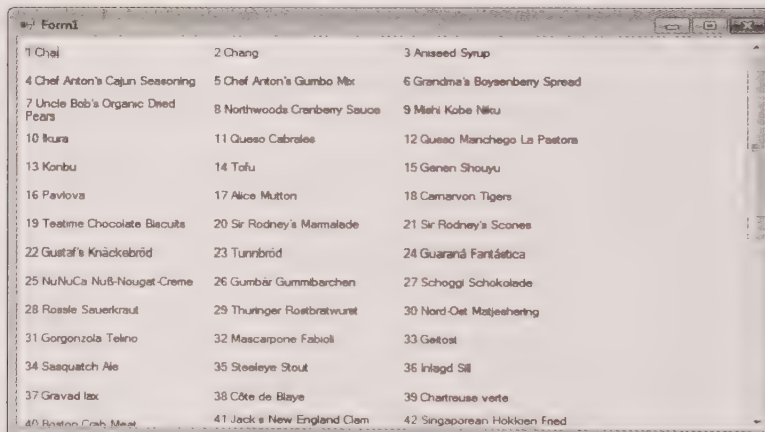 Form1
1 Chai 2 Chang 3 Aniseed Syrup
4 Chef Anton's Cajun Seasoning 5 Chef Anton's Gumbo Mix 6 Grandma's Boysenberry Spread
7 Uncle Bob's Organic Dried Pears 8 Northwoods Cranberry Sauce 9 Mishi Kobe Niku
10 Ikura 11 Queso Cabrales 12 Queso Manchego La Pastora
13 Konbu 14 Tofu 15 Genen Shouyu
16 Pavlova 17 Alice Mutton 18 Carnarvon Tigers
19 Teatime Chocolate Biscuits 20 Sir Rodney's Marmalade 21 Sir Rodney's Scones
22 Gustaf's Knäckebröd 23 Tunnbröd 24 Guaraná Fantástica
25 NuNuCa Nuß-Nougat-Creme 26 Gumbär Gummibärchen 27 Schoggi Schokolade
28 Rössle Sauerkraut 29 Thüringer Rostbratwurst 30 Nord-Ost Matjeshering
31 Gorgonzola Telino 32 Mascarpone Fabioli 33 Geitost
34 Sasquatch Ale 35 Steeleye Stout 36 Inlagd Sill
37 Gravad lax 38 Côte de Blaye 39 Chartreuse verte
40 Boston Crab Meat 41 Jack's New England Clam 42 Singaporean Hokkien Fried